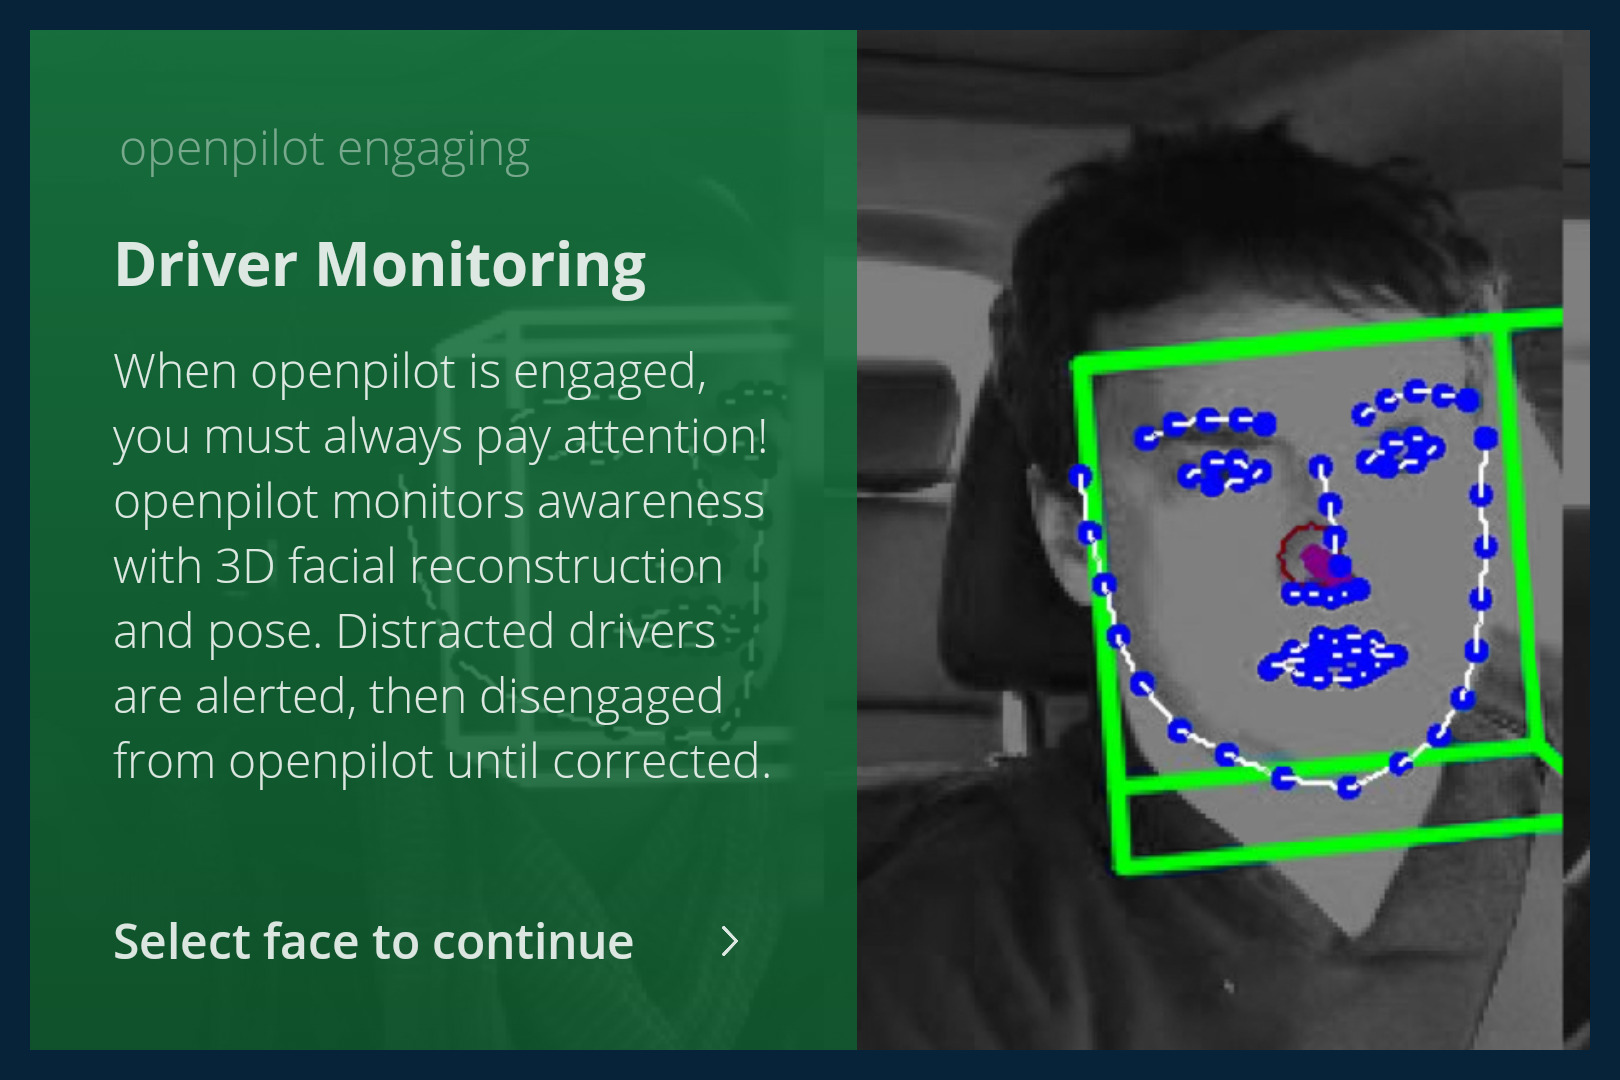 openpilot engaging
Driver Monitoring
When openpilot is engaged,
you must always pay attention!
openpilot monitors awareness
with 3D facial reconstruction
and pose. Distracted drivers
are alerted, then disengaged
from openpilot until corrected.
Select face to continue